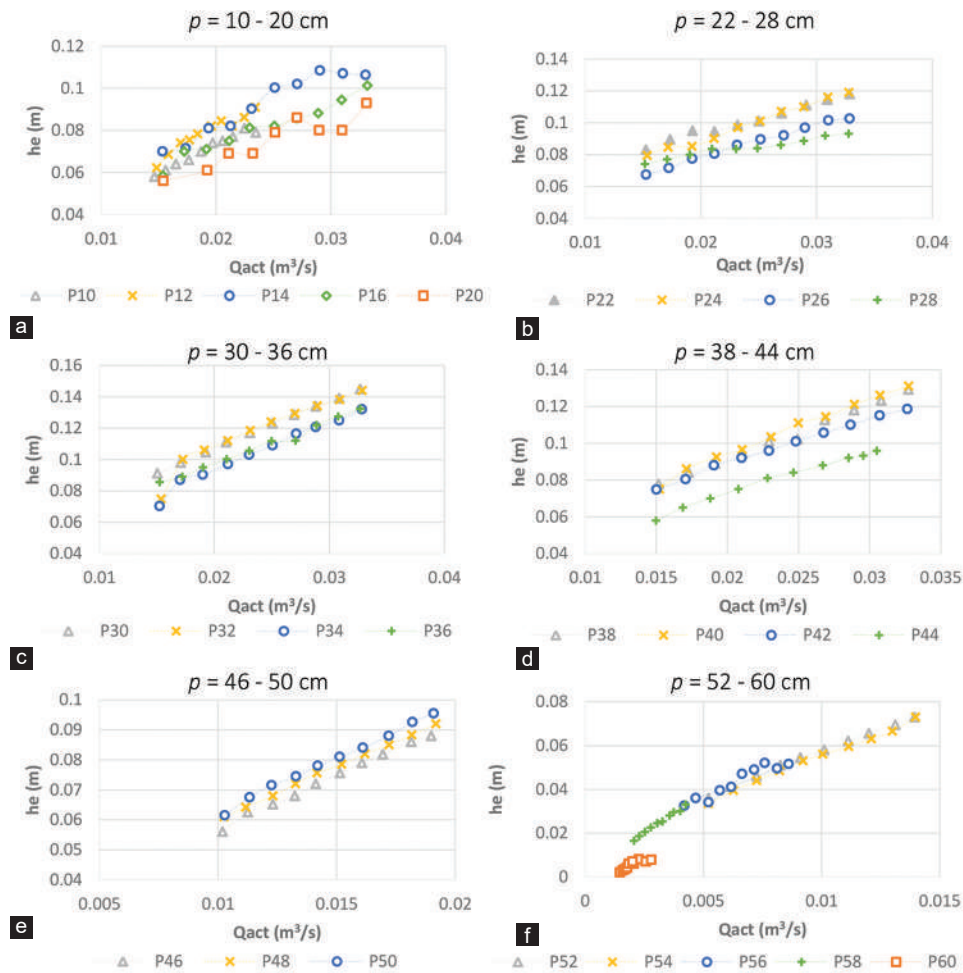 p = 10 - 20 cm
0.12
0.1
0.08
0.06
0.04
he (m)
0.01 0.02 0.03 0.04
Qact (m³/s)
P10 P12 P14 P16 P20
a
p = 22 - 28 cm
0.14
0.12
0.1
0.08
0.06
0.04
he (m)
0.01 0.02 0.03 0.04
Qact (m³/s)
P22 P24 P26 P28
b
p = 30 - 36 cm
0.16
0.14
0.12
0.1
0.08
0.06
0.04
he (m)
0.01 0.02 0.03 0.04
Qact (m³/s)
P30 P32 P34 P36
c
p = 38 - 44 cm
0.14
0.12
0.1
0.08
0.06
0.04
he (m)
0.01 0.015 0.02 0.025 0.03 0.035
Qact (m³/s)
P38 P40 P42 P44
d
p = 46 - 50 cm
0.1
0.09
0.08
0.07
0.06
0.05
0.04
he (m)
0.005 0.01 0.015 0.02
Qact (m³/s)
P46 P48 P50
e
p = 52 - 60 cm
0.08
0.06
0.04
0.02
0
he (m)
0 0.005 0.01 0.015
Qact (m³/s)
P52 P54 P56 P58 P60
f